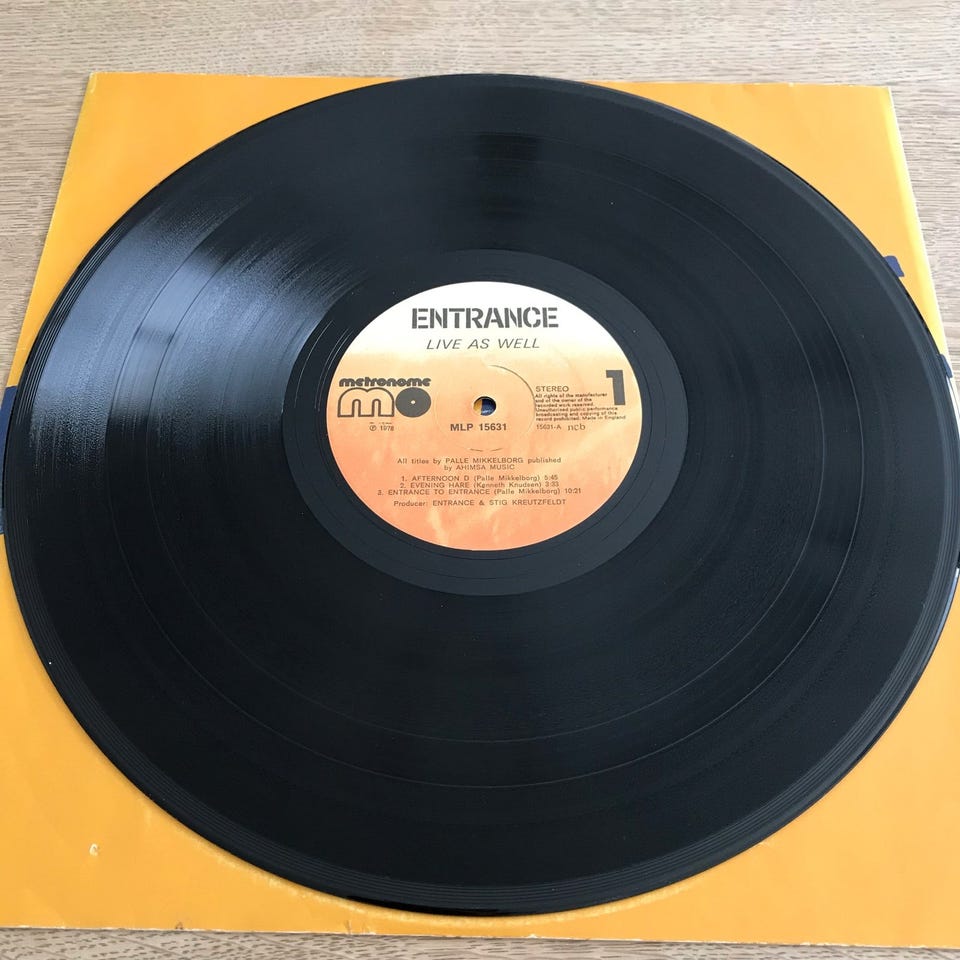 ENTRANCE
LIVE AS WELL
metronome
mo
℗ 1978
MLP 15631
STEREO
1
All rights of the manufacturer
and of the owner of the
recorded work reserved.
Unauthorised public performance
broadcasting and copying of this
record prohibited. Made in England
15631-A ncb
All titles by PALLE MIKKELBORG published
by AHIMSA MUSIC
1. AFTERNOON D (Palle Mikkelborg) 5:45
2. EVENING HARE (Kenneth Knudsen) 3:33
3. ENTRANCE TO ENTRANCE (Palle Mikkelborg) 10:21
Producer: ENTRANCE & STIG KREUTZFELDT